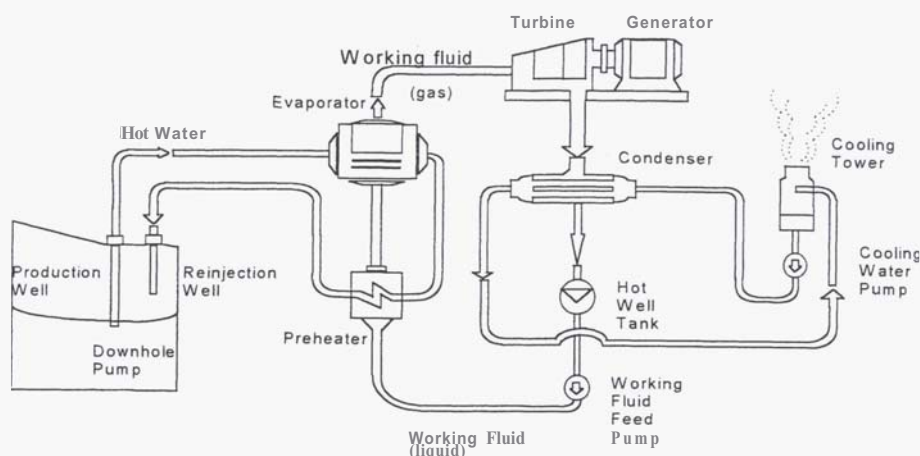 Turbine
Generator
Working fluid
(gas)
Evaporator
Hot Water
Condenser
Cooling
Tower
Production
Well
Reinjection
Well
Hot
Well
Tank
Cooling
Water
Pump
Preheater
Downhole
Pump
Working
Fluid
Feed
Pump
Working Fluid
(liquid)